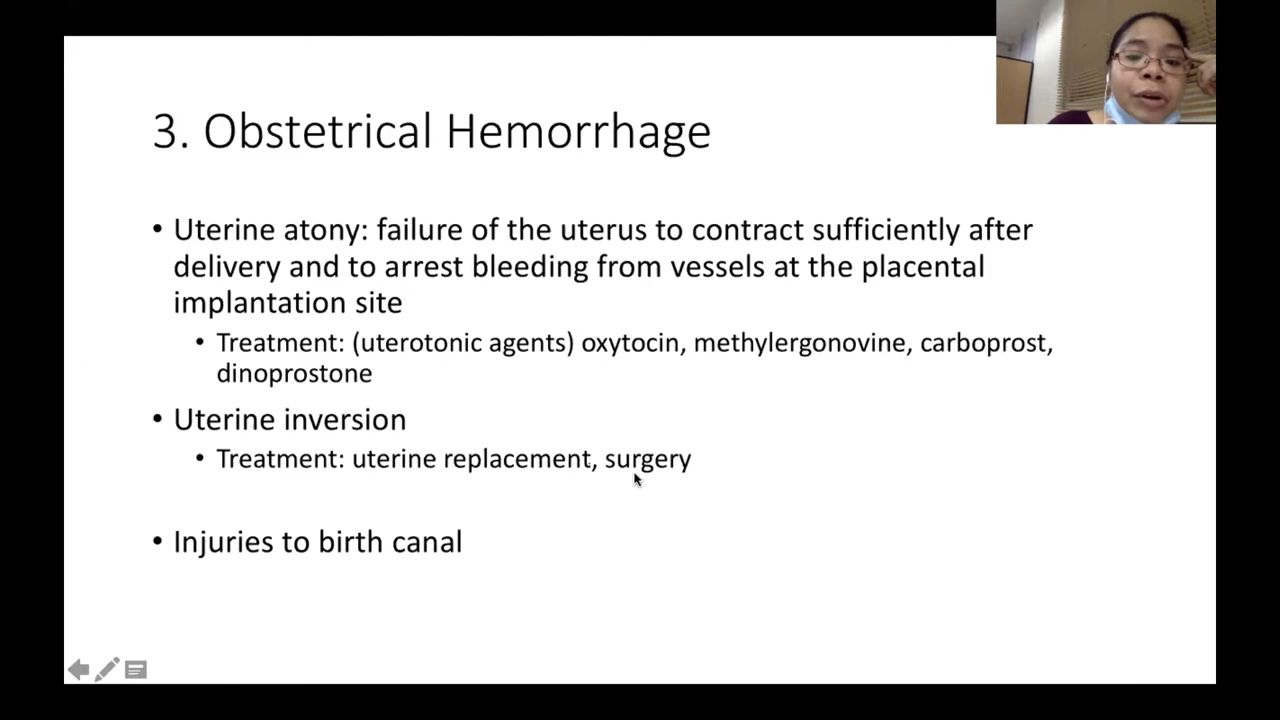 3. Obstetrical Hemorrhage
• Uterine atony: failure of the uterus to contract sufficiently after
delivery and to arrest bleeding from vessels at the placental
implantation site
• Treatment: (uterotonic agents) oxytocin, methylergonovine, carboprost,
dinoprostone
• Uterine inversion
• Treatment: uterine replacement, surgery
• Injuries to birth canal